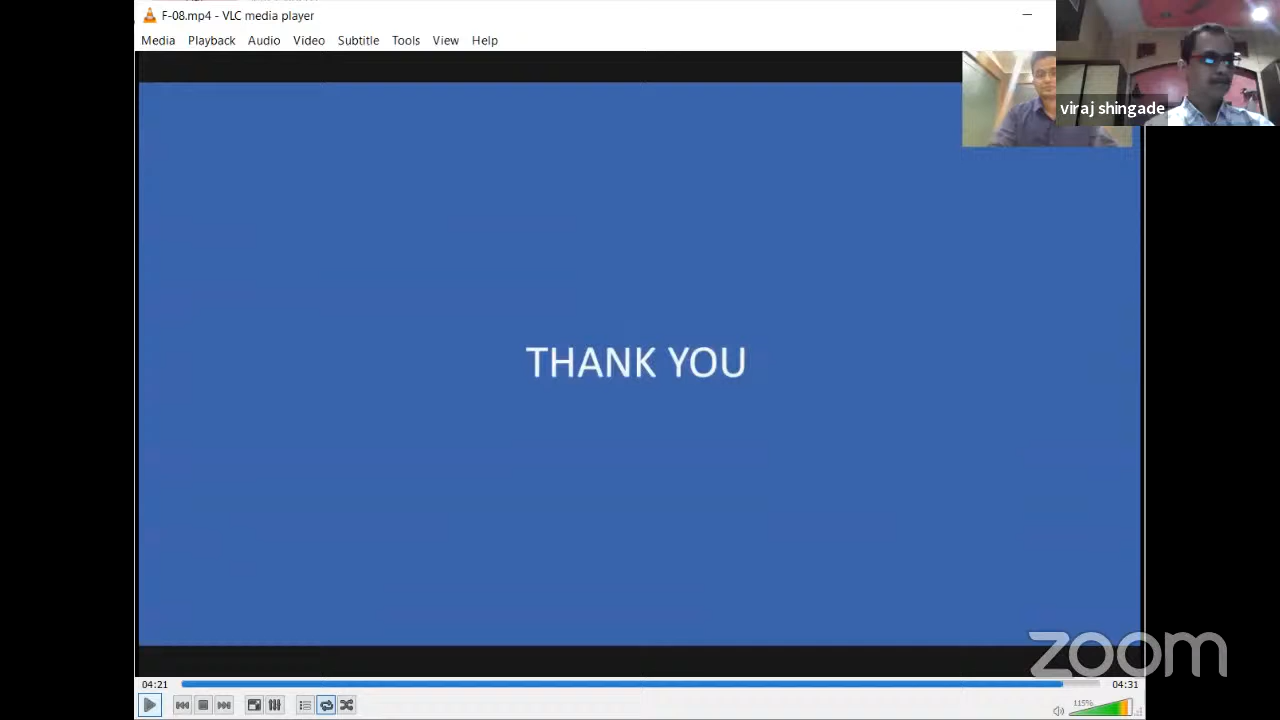 F-08.mp4 - VLC media player
Media Playback Audio Video Subtitle Tools View Help
viraj shingade
THANK YOU
zoom
04:21
04:31
115%